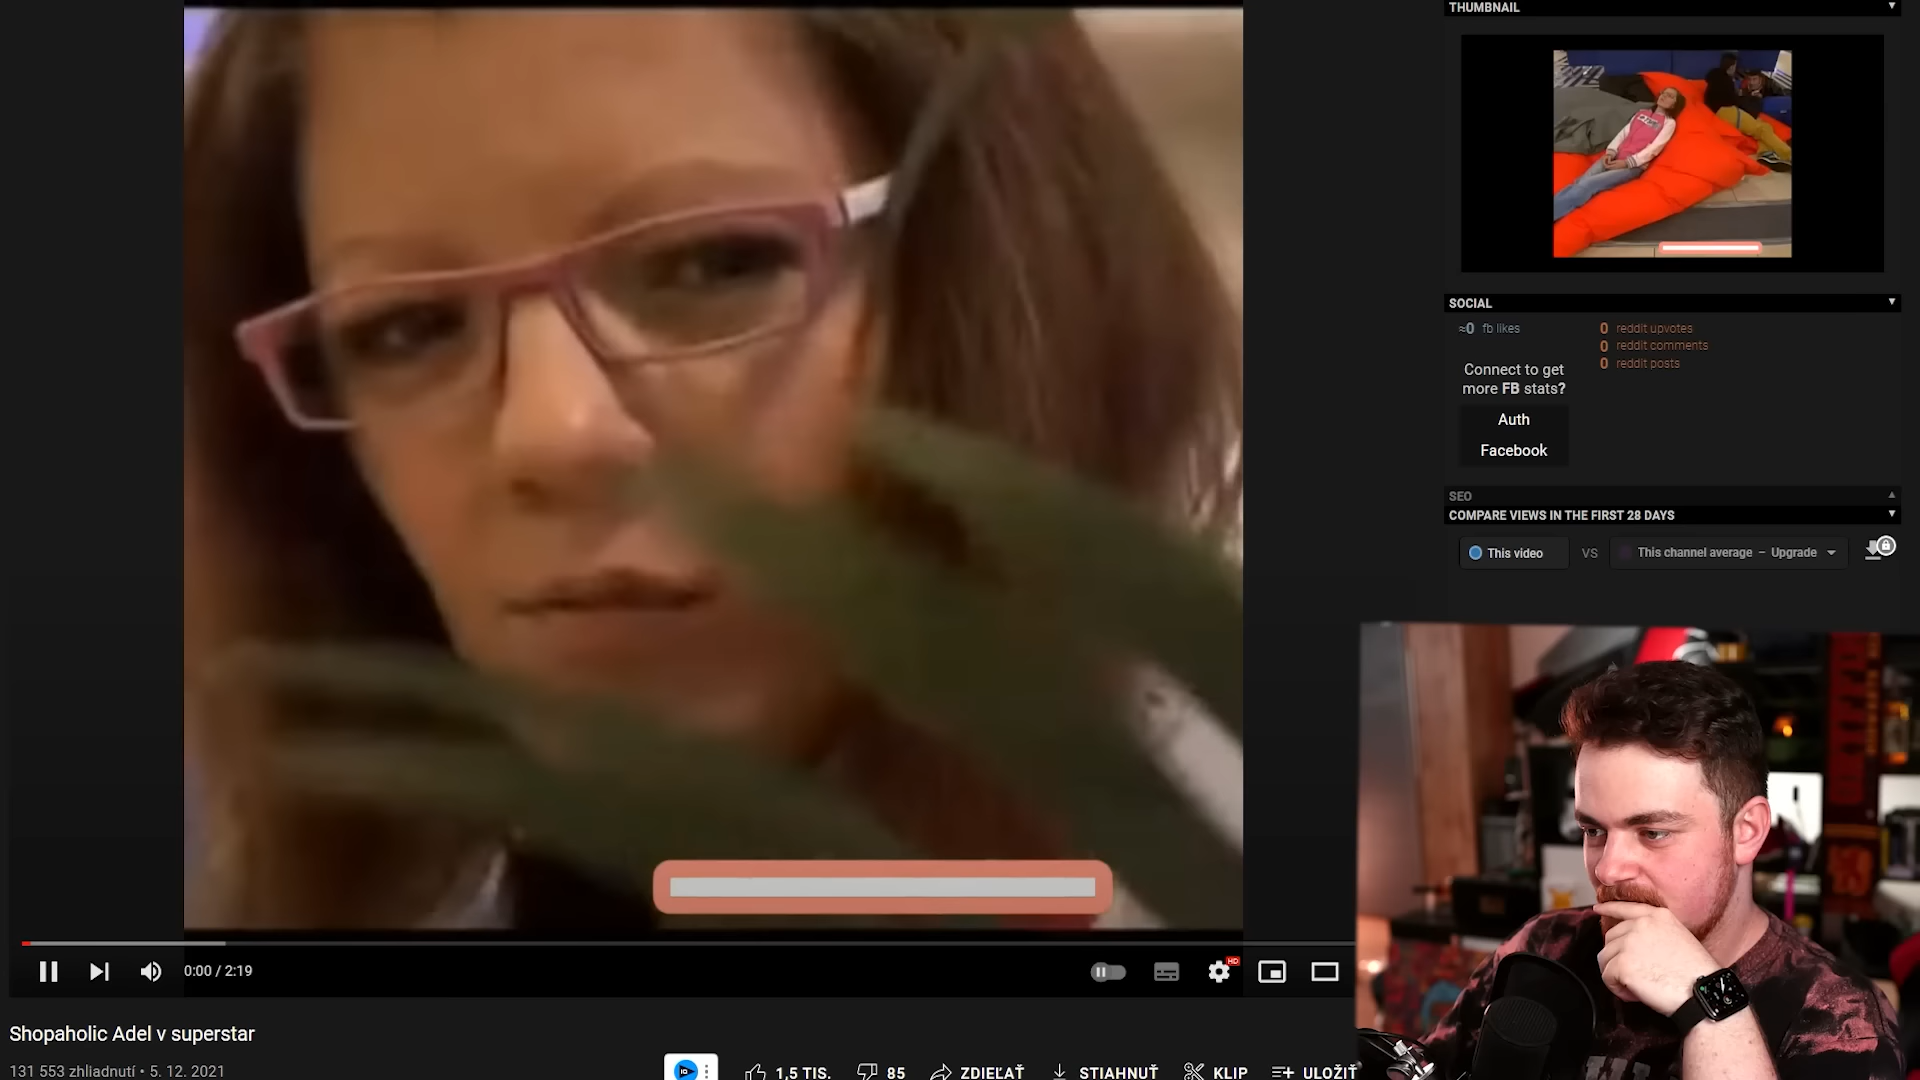 THUMBNAIL
SOCIAL
≈0 fb likes
0 reddit upvotes
0 reddit comments
0 reddit posts
Connect to get
more FB stats?
Auth
Facebook
SEO
COMPARE VIEWS IN THE FIRST 28 DAYS
This video VS This channel average – Upgrade
HD
0:00 / 2:19
Shopaholic Adel v superstar
131 553 zhliadnutí • 5. 12. 2021
1,5 TIS. 85 ZDIEĽAŤ STIAHNUŤ KLIP ULOŽIŤ